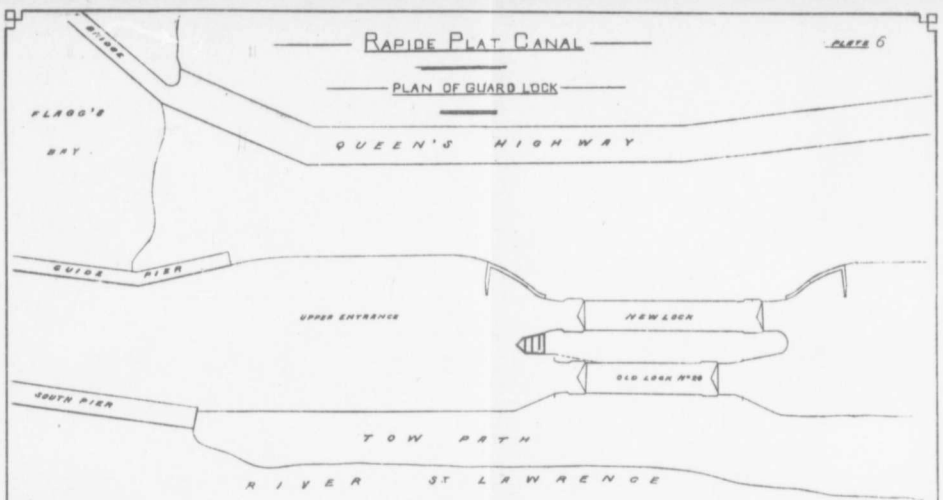 RAPIDE PLAT CANAL
PLATE 6
PLAN OF GUARD LOCK
BRIDGE
FLAGG'S
BAY
QUEEN'S HIGHWAY
GUIDE PIER
UPPER ENTRANCE
NEW LOCK
OLD LOCK Nº 28
SOUTH PIER
TOW PATH
RIVER ST. LAWRENCE